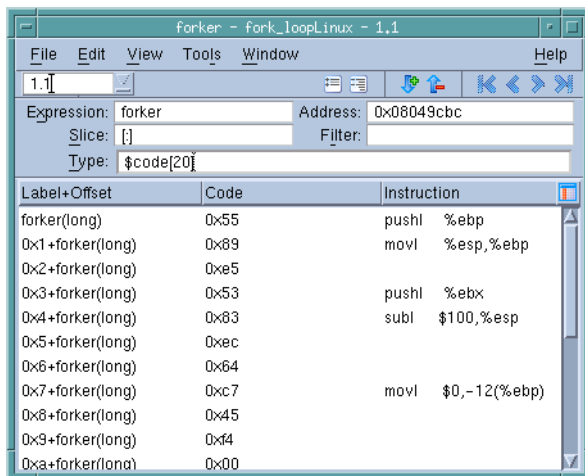 forker - fork_loopLinux - 1.1
File Edit View Tools Window Help
1.1
Expression: forker Address: 0x08049cbc
Slice: [:] Filter:
Type: $code[20]
Label+Offset Code Instruction
forker(long) 0x55 pushl %ebp
0x1+forker(long) 0x89 movl %esp,%ebp
0x2+forker(long) 0xe5
0x3+forker(long) 0x53 pushl %ebx
0x4+forker(long) 0x83 subl $100,%esp
0x5+forker(long) 0xec
0x6+forker(long) 0x64
0x7+forker(long) 0xc7 movl $0,-12(%ebp)
0x8+forker(long) 0x45
0x9+forker(long) 0xf4
0xa+forker(long) 0x00